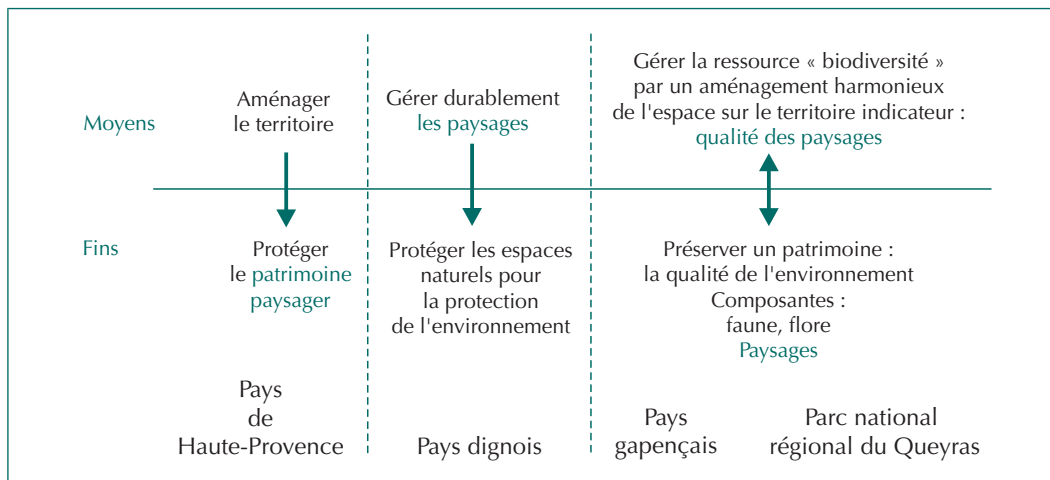 Moyens
Aménager
le territoire
Gérer durablement
les paysages
Gérer la ressource « biodiversité »
par un aménagement harmonieux
de l'espace sur le territoire indicateur :
qualité des paysages
Fins
Protéger
le patrimoine
paysager
Protéger les espaces
naturels pour
la protection
de l'environnement
Préserver un patrimoine :
la qualité de l'environnement
Composantes :
faune, flore
Paysages
Pays
de
Haute-Provence
Pays dignois
Pays
gapençais
Parc national
régional du Queyras